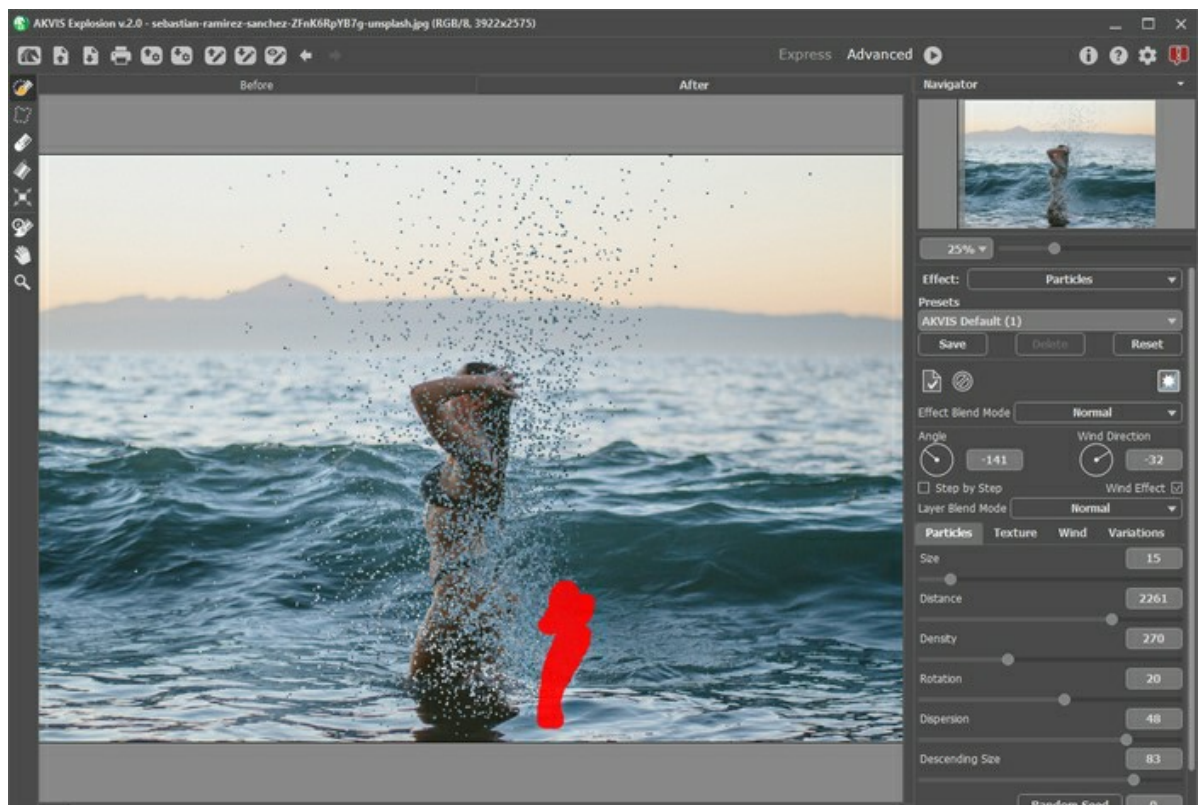 AKVIS Explosion v.2.0 - sebastian-ramirez-sanchez-ZFnK6RpYB7g-unsplash.jpg (RGB/8, 3922x2575)
Express Advanced
Before After Navigator
25%
Effect: Particles
Presets
AKVIS Default (1)
Save Delete Reset
Effect Blend Mode Normal
Angle Wind Direction
-141 -32
Step by Step Wind Effect
Layer Blend Mode Normal
Particles Texture Wind Variations
Size 15
Distance 2261
Density 270
Rotation 20
Dispersion 48
Descending Size 83
Random Seed 0